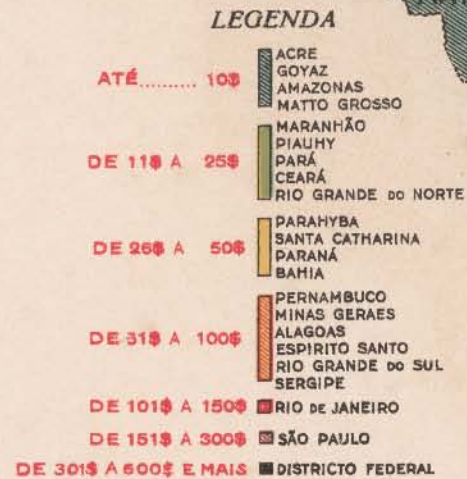 LEGENDA
ATÉ......... 10$
ACRE
GOYAZ
AMAZONAS
MATTO GROSSO
DE 11$ A 25$
MARANHÃO
PIAUHY
PARÁ
CEARÁ
RIO GRANDE DO NORTE
DE 26$ A 50$
PARAHYBA
SANTA CATHARINA
PARANÁ
BAHIA
DE 51$ A 100$
PERNAMBUCO
MINAS GERAES
ALAGOAS
ESPIRITO SANTO
RIO GRANDE DO SUL
SERGIPE
DE 101$ A 150$ RIO DE JANEIRO
DE 151$ A 300$ SÃO PAULO
DE 301$ A 600$ E MAIS DISTRICTO FEDERAL